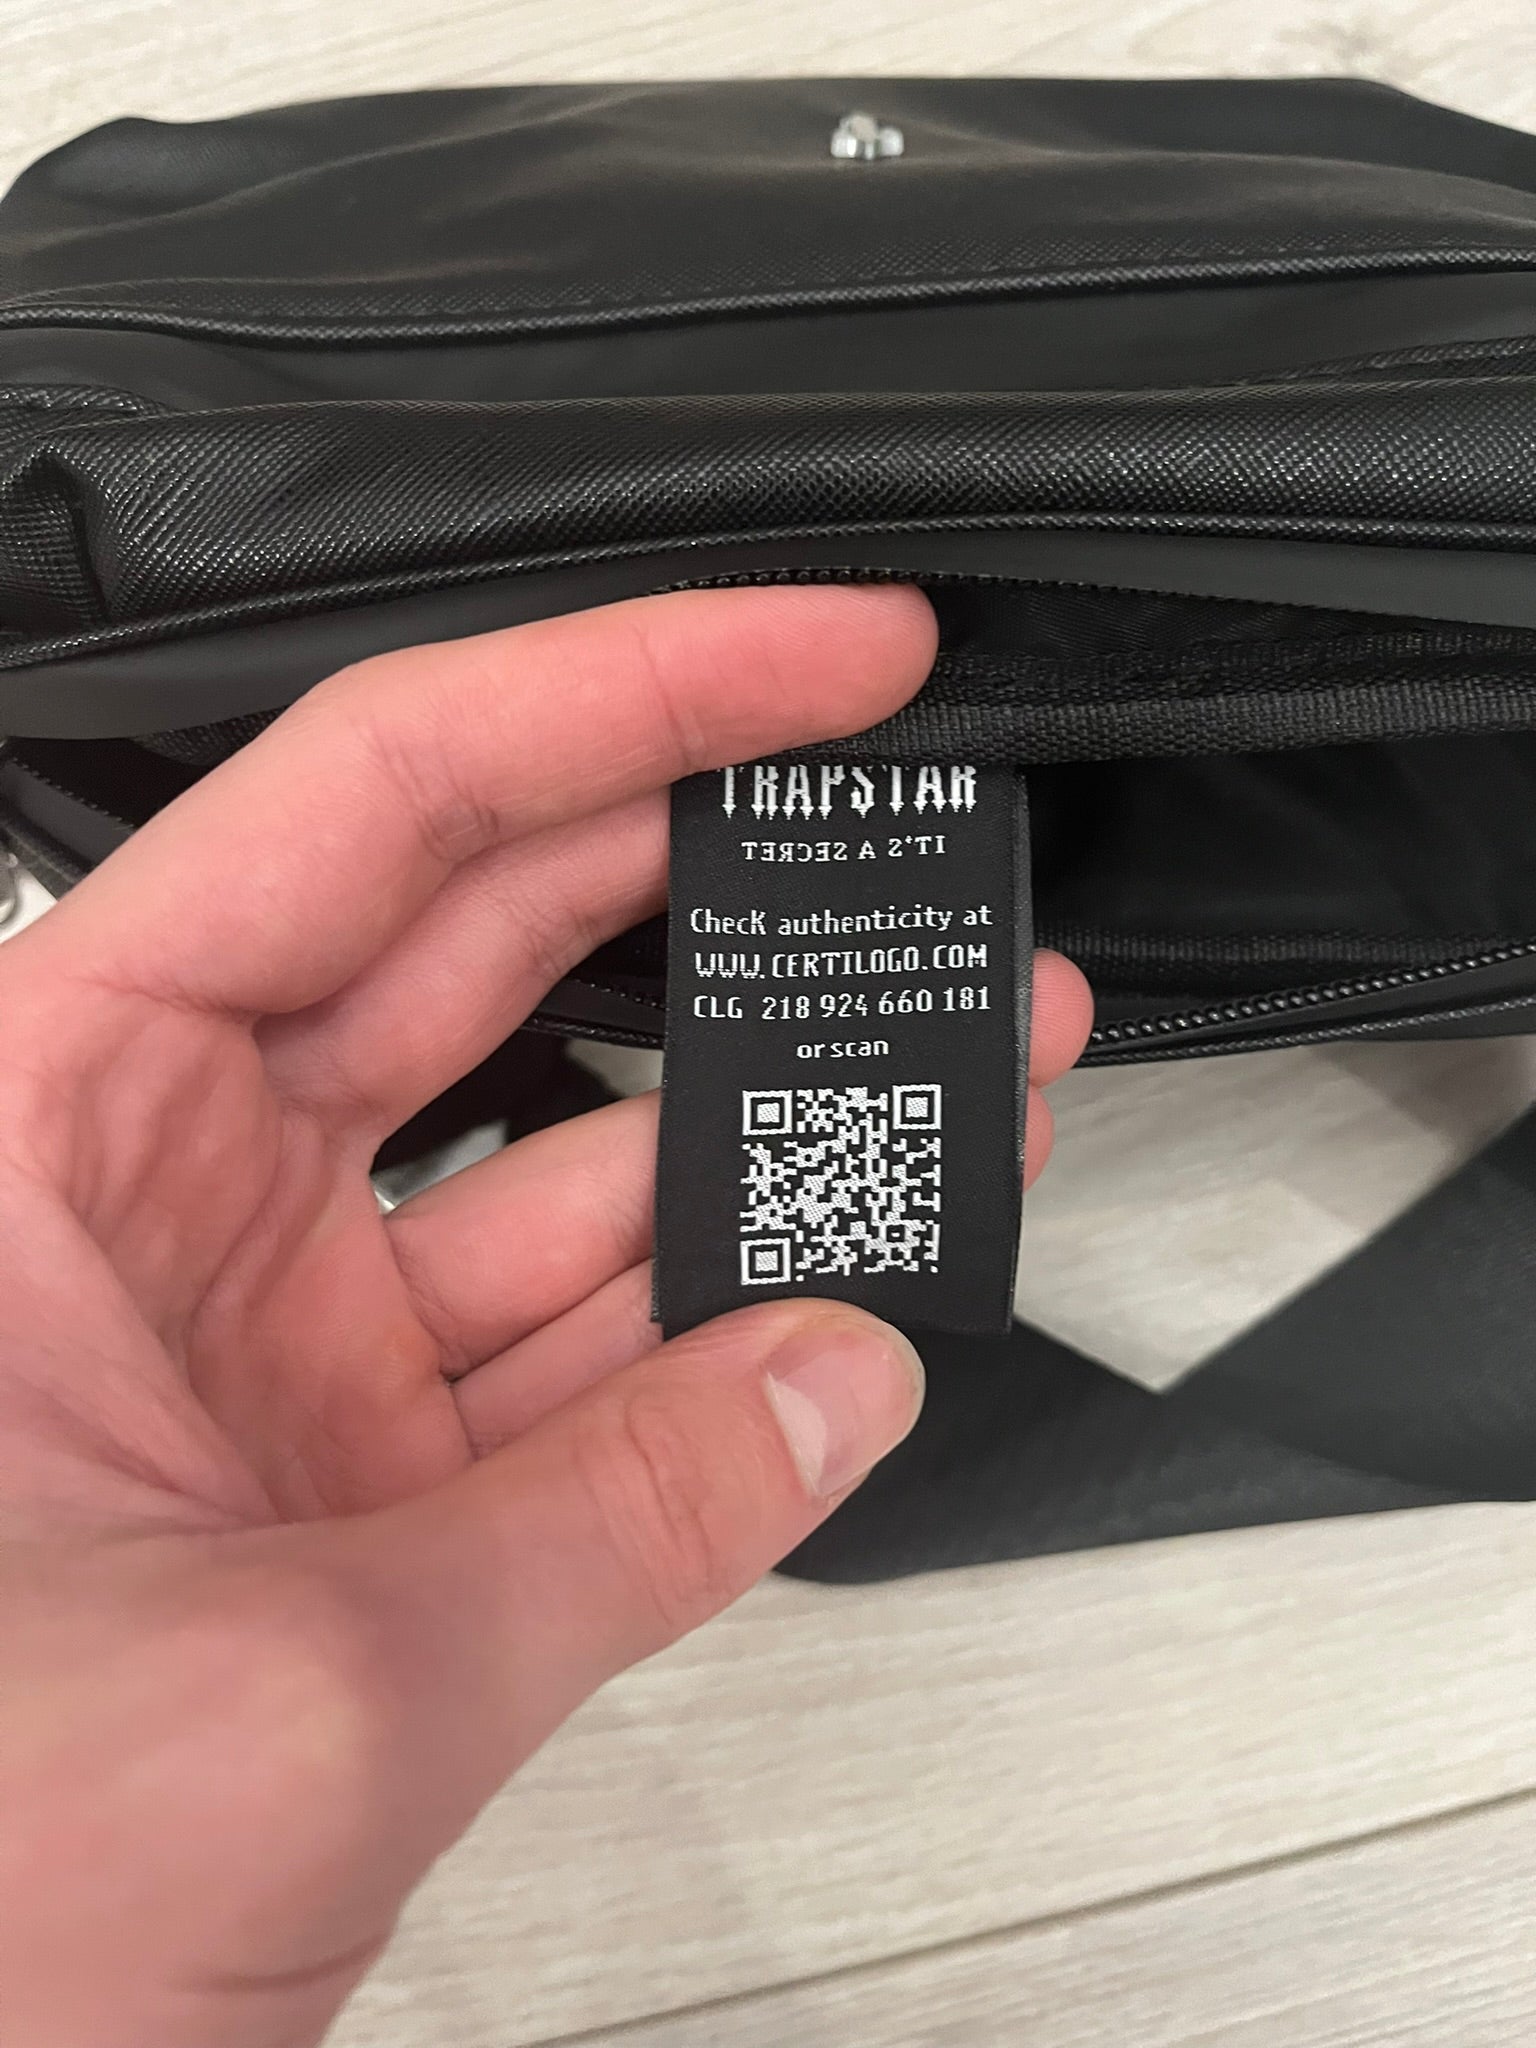 TRAPSTAR
IT'S A SECRET
Check authenticity at
WWW.CERTILOGO.COM
CLG 218 924 660 181
or scan